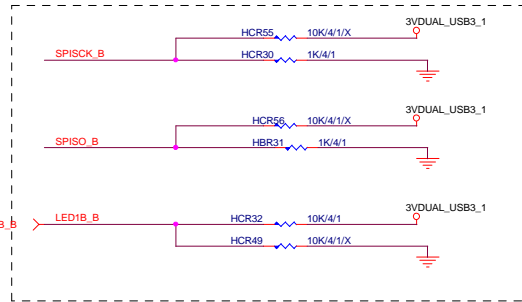 3VDUAL_USB3_1
HCR55 10K/4/1/X
SPISCK_B HCR30 1K/4/1
3VDUAL_USB3_1
HCR56 10K/4/1/X
SPISO_B HBR31 1K/4/1
3VDUAL_USB3_1
B_B LED1B_B HCR32 10K/4/1
HCR49 10K/4/1/X